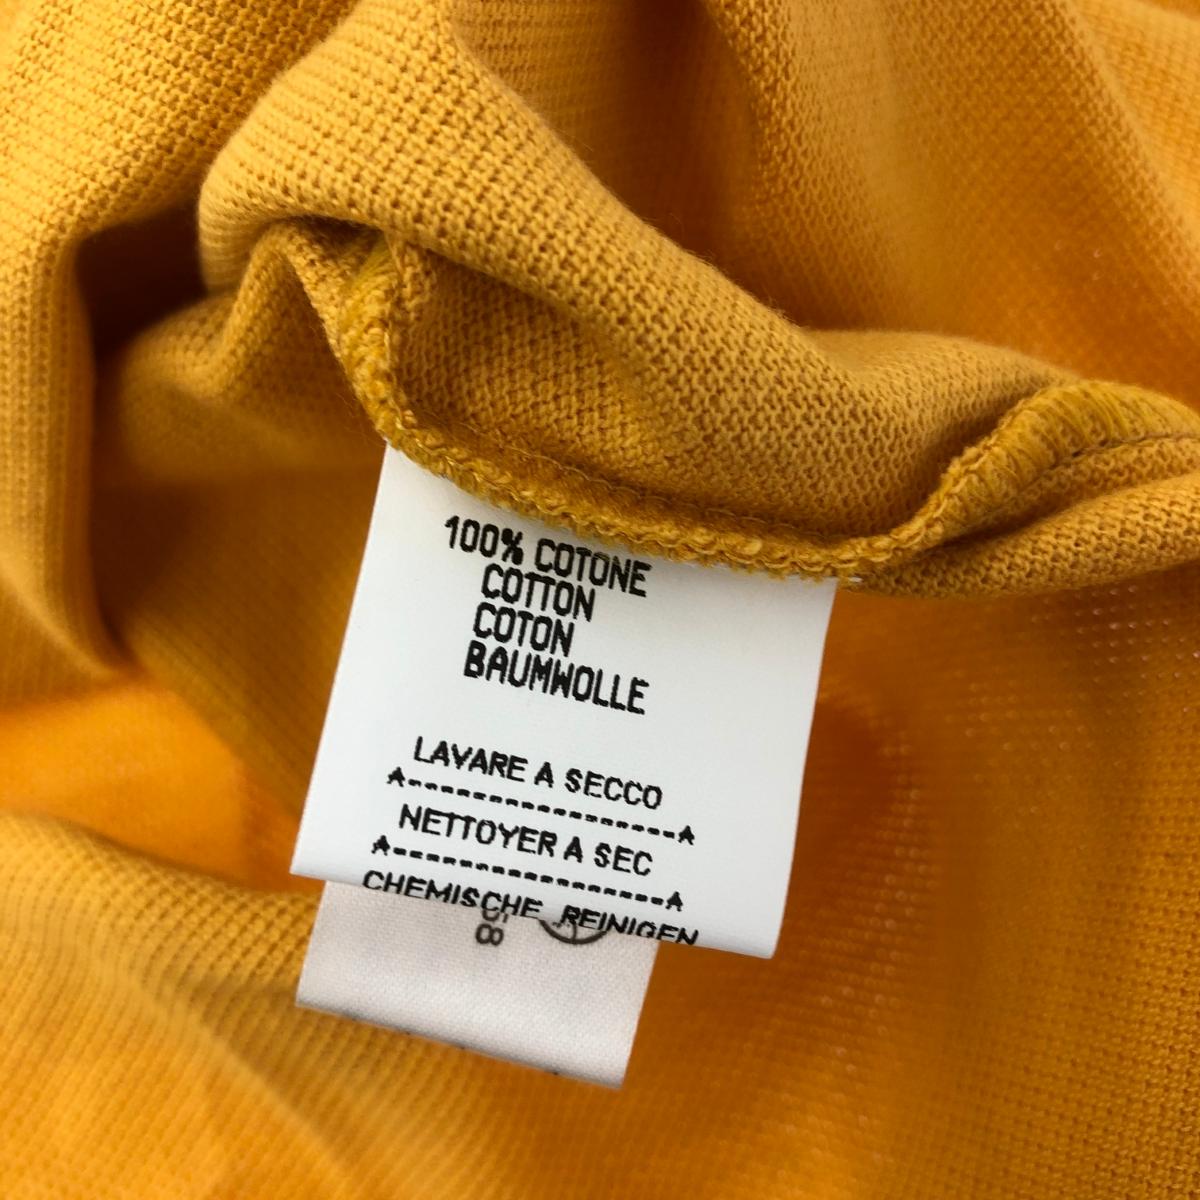 100% COTONE
COTTON
COTON
BAUMWOLLE
LAVARE A SECCO
A-----------------A
NETTOYER A SEC
A-----------------A
CHEMISCHE REINIGEN